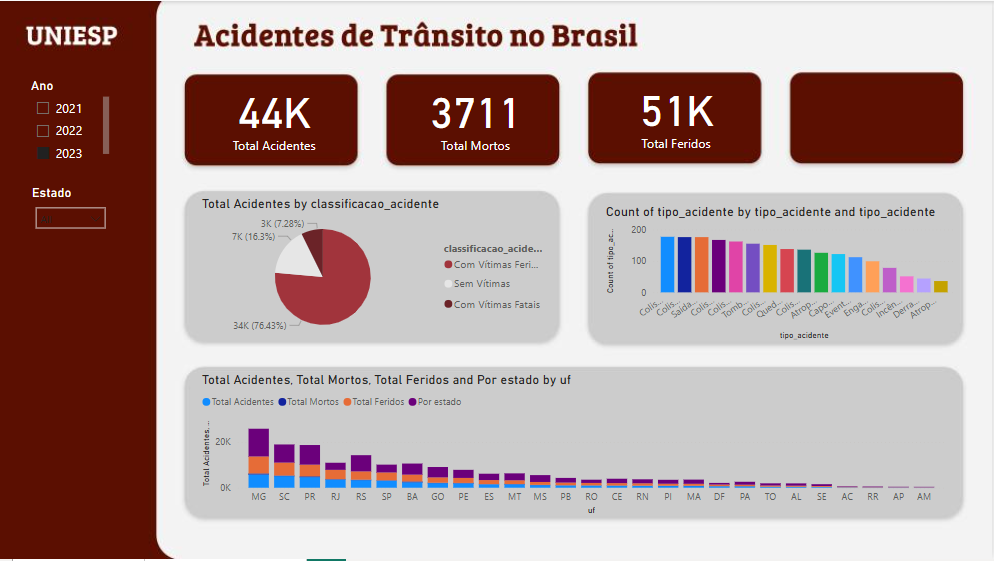 UNIESP
Acidentes de Trânsito no Brasil
Ano
2021
2022
2023
Estado
44K
Total Acidentes
3711
Total Mortos
51K
Total Feridos
Total Acidentes by classificacao_acidente
3K (7.28%)
7K (16.3%)
34K (76.43%)
classificacao_acide...
Com Vítimas Feri...
Sem Vítimas
Com Vítimas Fatais
Count of tipo_acidente by tipo_acidente and tipo_acidente
Count of tipo_ac...
200
100
0
Colis... Colis... Saída... Colis... Colis... Tomb... Colis... Qued... Colis... Atrop... Capo... Event... Enga... Colis... Incên... Derra... Atrop...
tipo_acidente
Total Acidentes, Total Mortos, Total Feridos and Por estado by uf
Total Acidentes Total Mortos Total Feridos Por estado
Total Acidentes, ...
20K
0K
MG SC PR RJ RS SP BA GO PE ES MT MS PB RO CE RN PI MA DF PA TO AL SE AC RR AP AM
uf